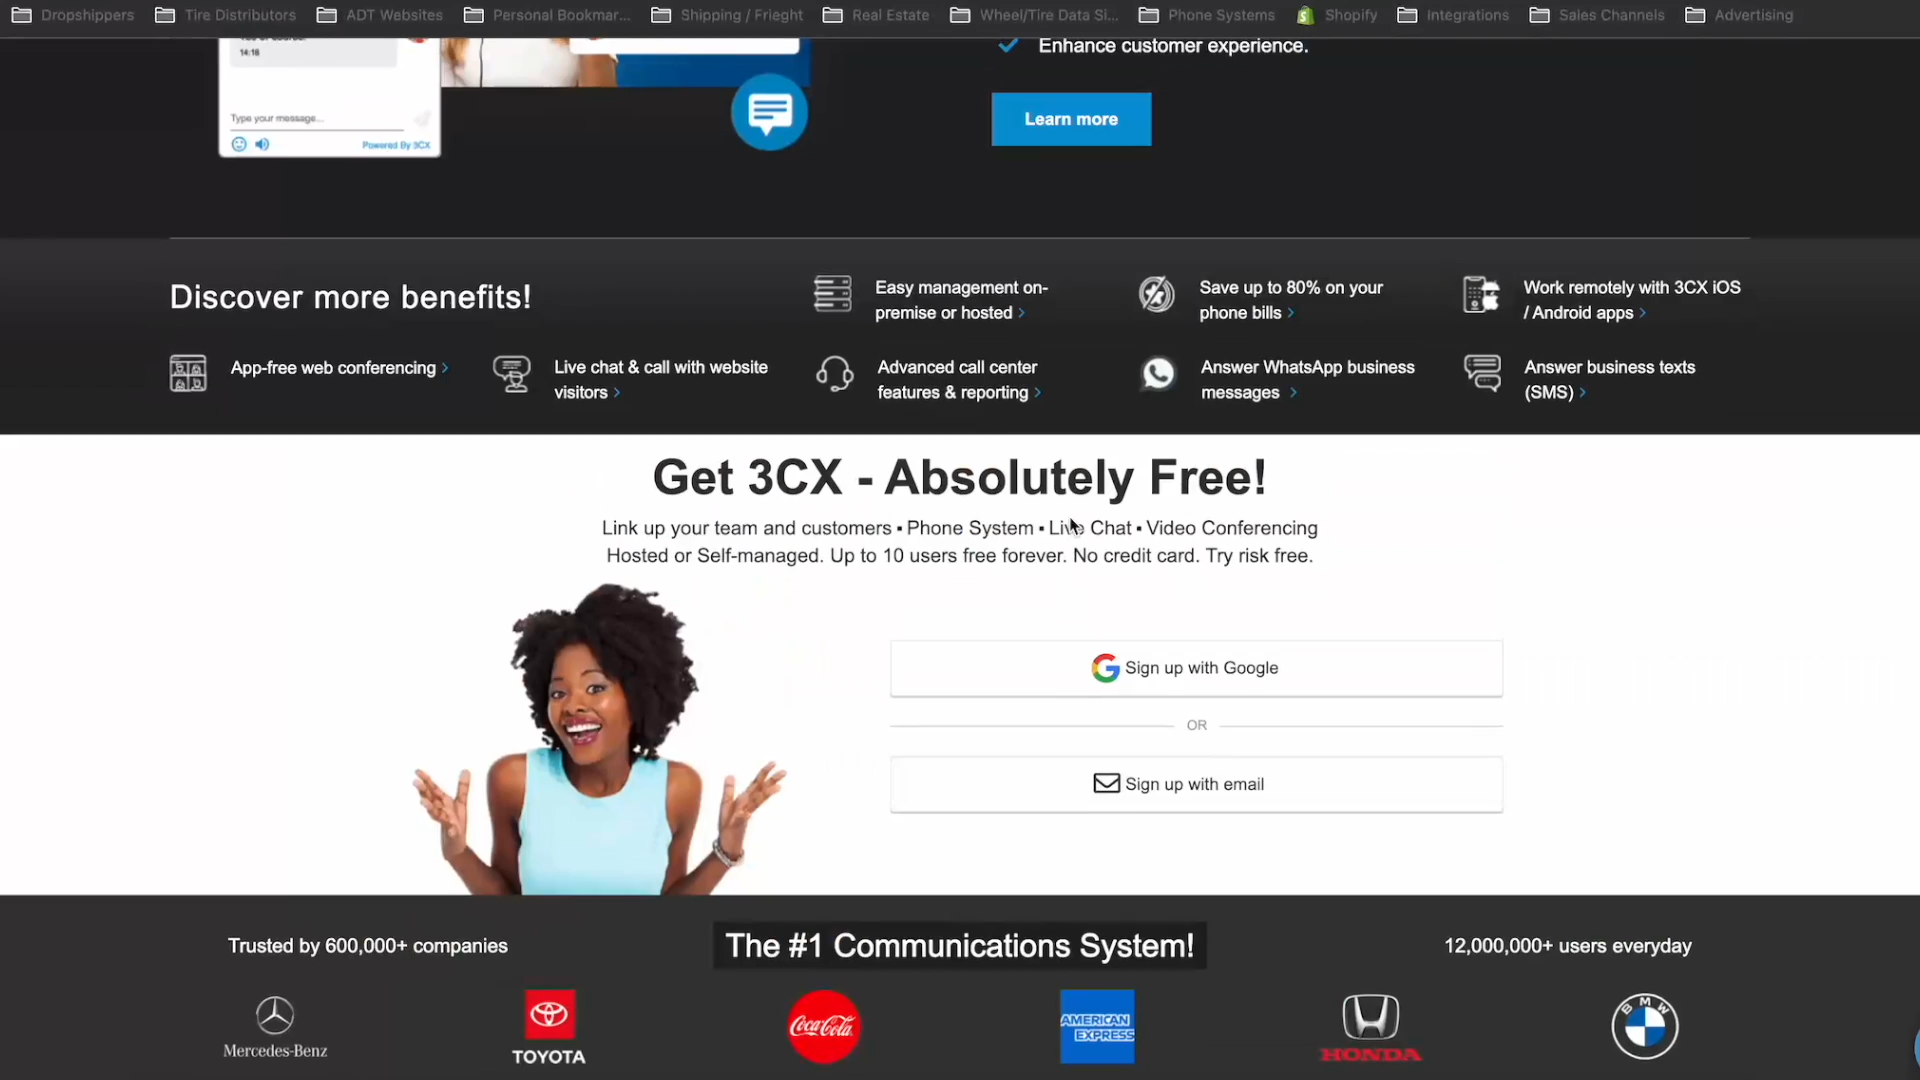 Dropshippers Tire Distributors ADT Websites Personal Bookmar... Shipping / Frieght Real Estate Wheel/Tire Data Si... Phone Systems Shopify Integrations Sales Channels Advertising
14:18
Type your message...
Powered By 3CX
Enhance customer experience.
Learn more
Discover more benefits!
Easy management on-
premise or hosted >
Save up to 80% on your
phone bills >
Work remotely with 3CX iOS
/ Android apps >
App-free web conferencing >
Live chat & call with website
visitors >
Advanced call center
features & reporting >
Answer WhatsApp business
messages >
Answer business texts
(SMS) >
Get 3CX - Absolutely Free!
Link up your team and customers ▪ Phone System ▪ Live Chat ▪ Video Conferencing
Hosted or Self-managed. Up to 10 users free forever. No credit card. Try risk free.
Sign up with Google
OR
Sign up with email
Trusted by 600,000+ companies
The #1 Communications System!
12,000,000+ users everyday
Mercedes-Benz
TOYOTA
Coca-Cola
AMERICAN
EXPRESS
HONDA
BMW